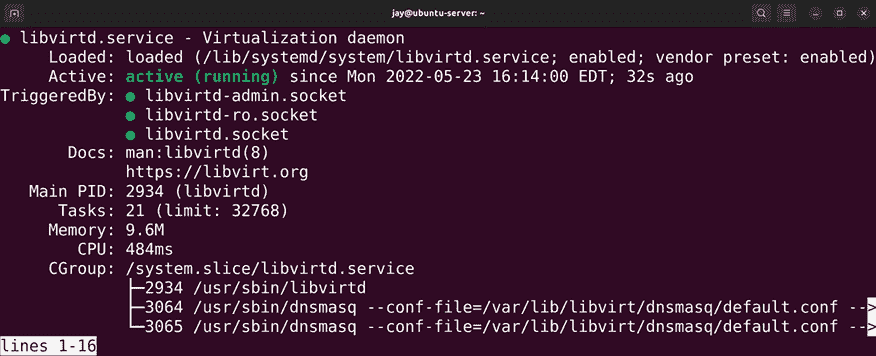 jay@ubuntu-server: ~
● libvirtd.service - Virtualization daemon
     Loaded: loaded (/lib/systemd/system/libvirtd.service; enabled; vendor preset: enabled)
     Active: active (running) since Mon 2022-05-23 16:14:00 EDT; 32s ago
TriggeredBy: ● libvirtd-admin.socket
             ● libvirtd-ro.socket
             ● libvirtd.socket
       Docs: man:libvirtd(8)
             https://libvirt.org
   Main PID: 2934 (libvirtd)
      Tasks: 21 (limit: 32768)
     Memory: 9.6M
        CPU: 484ms
     CGroup: /system.slice/libvirtd.service
             ├─2934 /usr/sbin/libvirtd
             ├─3064 /usr/sbin/dnsmasq --conf-file=/var/lib/libvirt/dnsmasq/default.conf -->
             └─3065 /usr/sbin/dnsmasq --conf-file=/var/lib/libvirt/dnsmasq/default.conf -->
lines 1-16